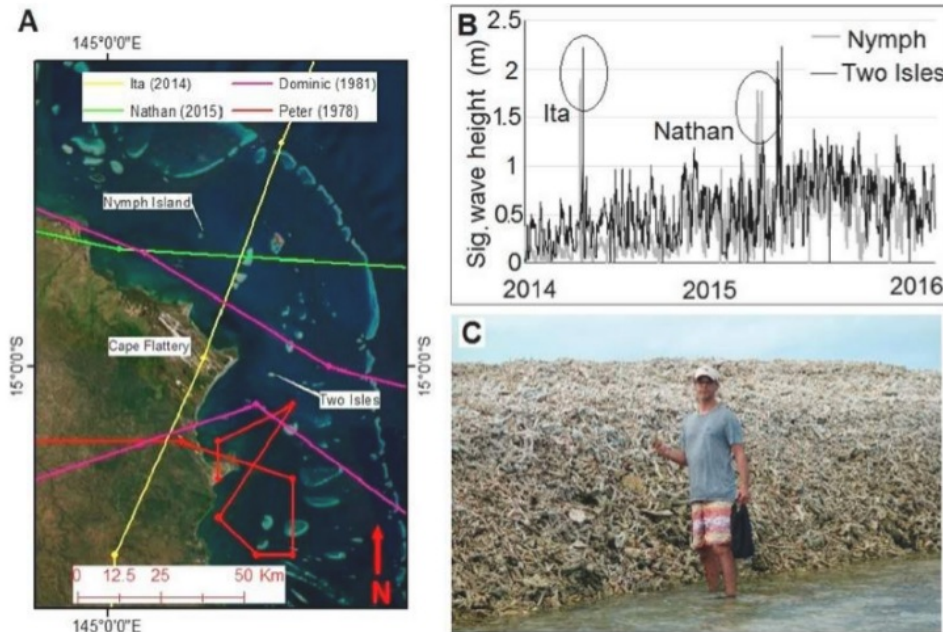 A
145°0'0"E
Ita (2014)
Dominic (1981)
Nathan (2015)
Peter (1978)
Nymph Island
Cape Flattery
Two Isles
15°0'0"S
15°0'0"S
0 12.5 25 50 Km
N
145°0'0"E
B
Sig. wave height (m)
2.5
2
1.5
1
0.5
0
Nymph
Two Isles
Ita
Nathan
2014
2015
2016
C